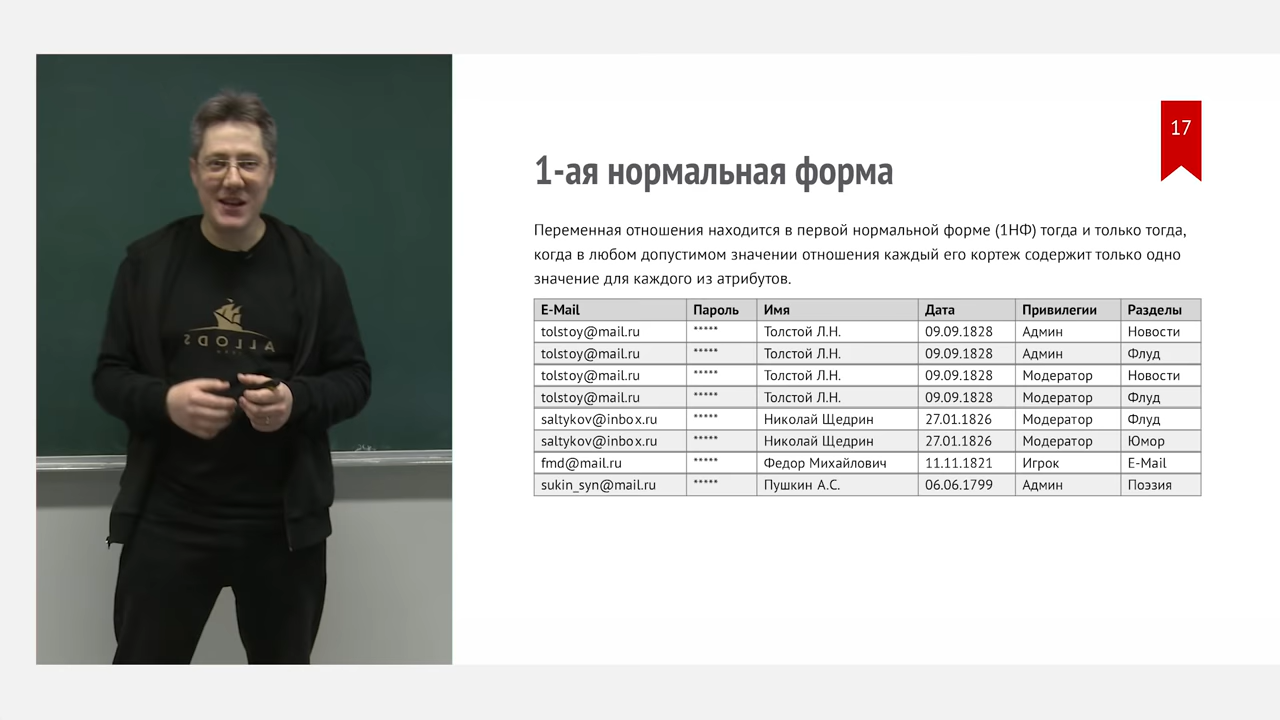 ALLODS
17
1-ая нормальная форма
Переменная отношения находится в первой нормальной форме (1НФ) тогда и только тогда,
когда в любом допустимом значении отношения каждый его кортеж содержит только одно
значение для каждого из атрибутов.
E-Mail Пароль Имя Дата Привилегии Разделы
tolstoy@mail.ru ***** Толстой Л.Н. 09.09.1828 Админ Новости
tolstoy@mail.ru ***** Толстой Л.Н. 09.09.1828 Админ Флуд
tolstoy@mail.ru ***** Толстой Л.Н. 09.09.1828 Модератор Новости
tolstoy@mail.ru ***** Толстой Л.Н. 09.09.1828 Модератор Флуд
saltykov@inbox.ru ***** Николай Щедрин 27.01.1826 Модератор Флуд
saltykov@inbox.ru ***** Николай Щедрин 27.01.1826 Модератор Юмор
fmd@mail.ru ***** Федор Михайлович 11.11.1821 Игрок E-Mail
sukin_syn@mail.ru ***** Пушкин А.С. 06.06.1799 Админ Поэзия